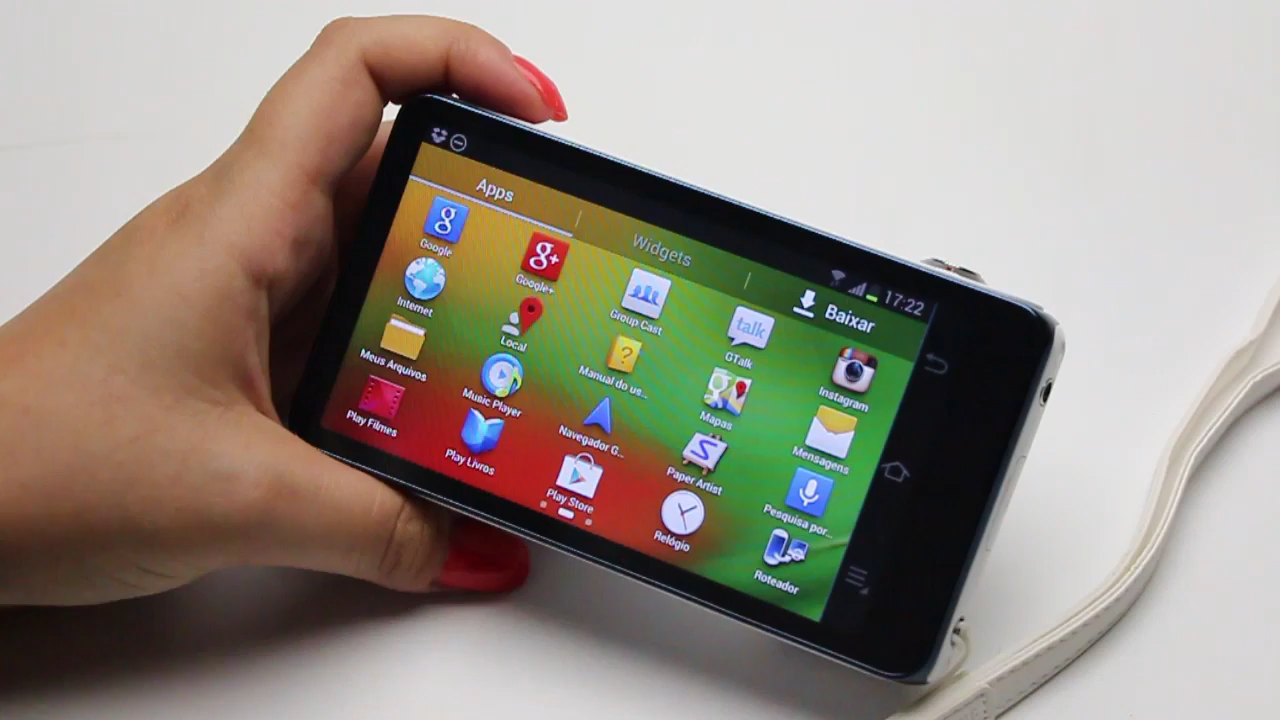 17:22
Apps
Widgets
Baixar
Google
Google+
Group Cast
GTalk
Instagram
Internet
Local
Manual do us...
Mapas
Mensagens
Meus Arquivos
Music Player
Navegador G...
Paper Artist
Pesquisa por...
Play Filmes
Play Livros
Play Store
Relógio
Roteador
g
g+
talk
?
g
S